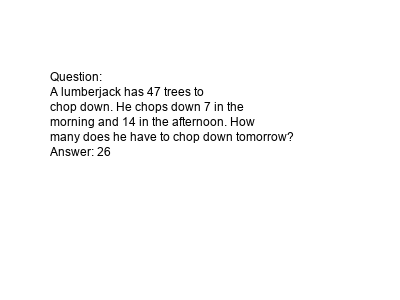 Question:
A lumberjack has 47 trees to
chop down. He chops down 7 in the
morning and 14 in the afternoon. How
many does he have to chop down tomorrow?
Answer: 26